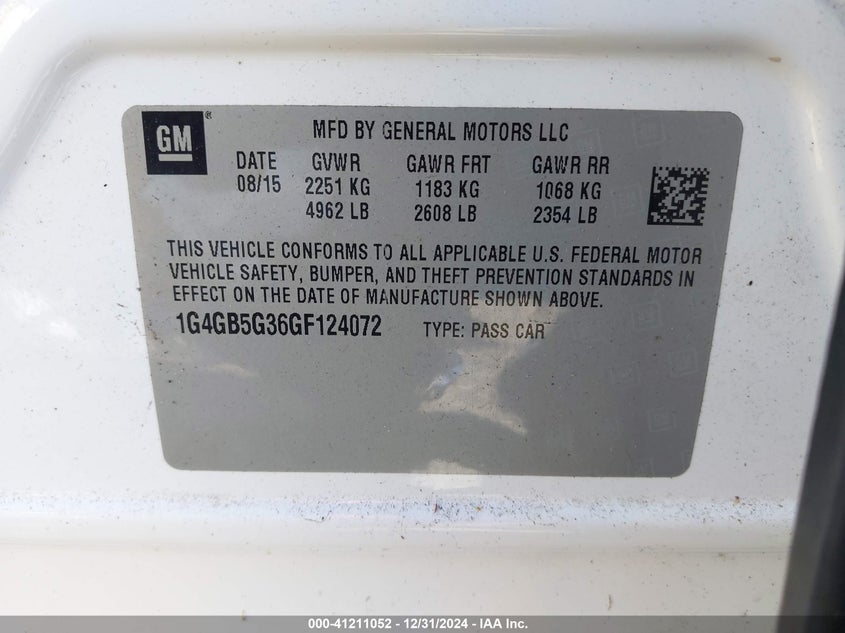 GM®
MFD BY GENERAL MOTORS LLC
DATE GVWR GAWR FRT GAWR RR
08/15 2251 KG 1183 KG 1068 KG
4962 LB 2608 LB 2354 LB
THIS VEHICLE CONFORMS TO ALL APPLICABLE U.S. FEDERAL MOTOR
VEHICLE SAFETY, BUMPER, AND THEFT PREVENTION STANDARDS IN
EFFECT ON THE DATE OF MANUFACTURE SHOWN ABOVE.
1G4GB5G36GF124072 TYPE: PASS CAR
000-41211052 - 12/31/2024 - IAA Inc.